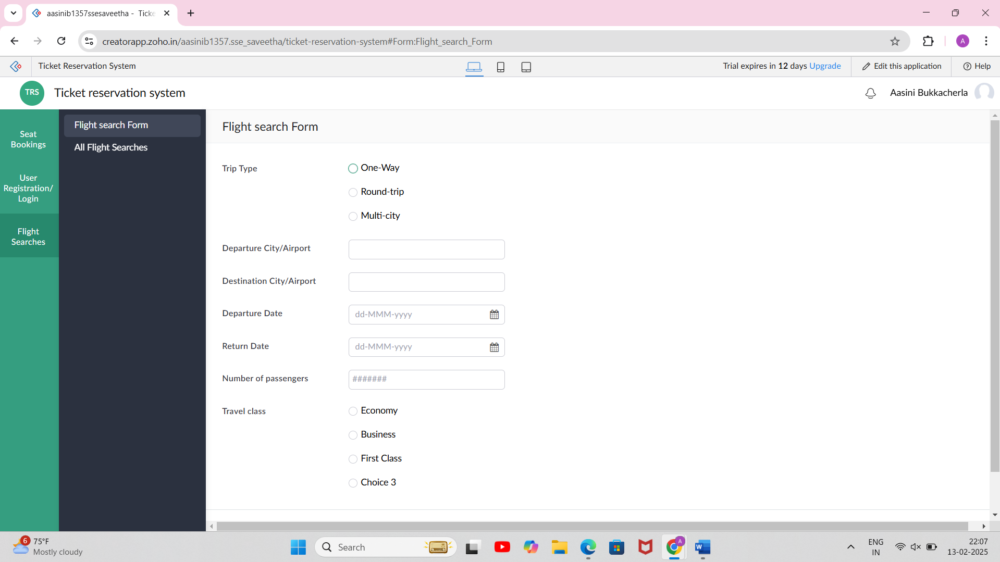 aasinib1357ssesaveetha - Ticke
creatorapp.zoho.in/aasinib1357.sse_saveetha/ticket-reservation-system#Form:Flight_search_Form
A
Ticket Reservation System
Trial expires in 12 days Upgrade
Edit this application
Help
TRS
Ticket reservation system
Aasini Bukkacherla
Seat
Bookings
User
Registration/
Login
Flight
Searches
Flight search Form
All Flight Searches
Flight search Form
Trip Type
One-Way
Round-trip
Multi-city
Departure City/Airport
Destination City/Airport
Departure Date
dd-MMM-yyyy
Return Date
dd-MMM-yyyy
Number of passengers
#######
Travel class
Economy
Business
First Class
Choice 3
6
75°F
Mostly cloudy
Search
A
W
ENG
IN
22:07
13-02-2025